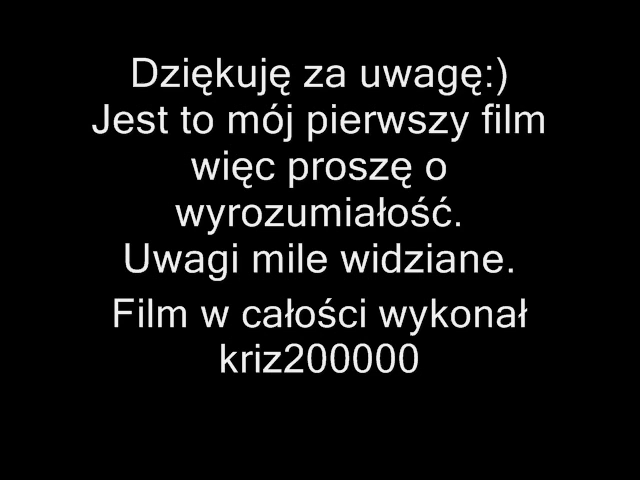 Dziękuję za uwagę:)
Jest to mój pierwszy film
więc proszę o
wyrozumiałość.
Uwagi mile widziane.
Film w całości wykonał
kriz200000